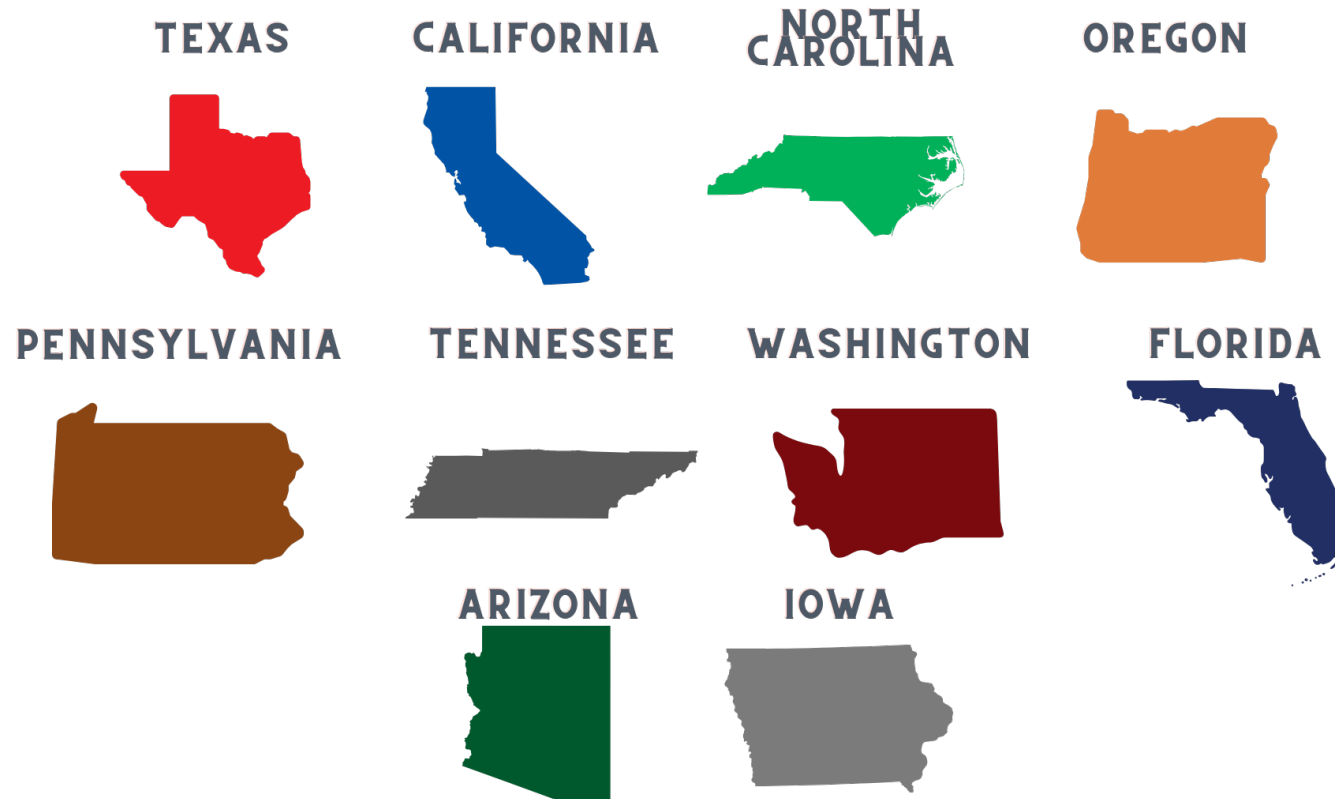 TEXAS
CALIFORNIA
NORTH
CAROLINA
OREGON
PENNSYLVANIA
TENNESSEE
WASHINGTON
FLORIDA
ARIZONA
IOWA